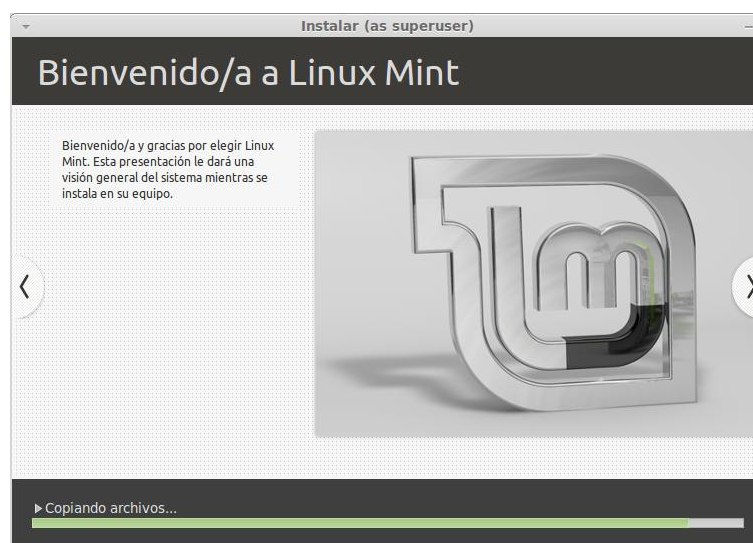 Instalar (as superuser)
Bienvenido/a a Linux Mint
Bienvenido/a y gracias por elegir Linux
Mint. Esta presentación le dará una
visión general del sistema mientras se
instala en su equipo.
Copiando archivos...